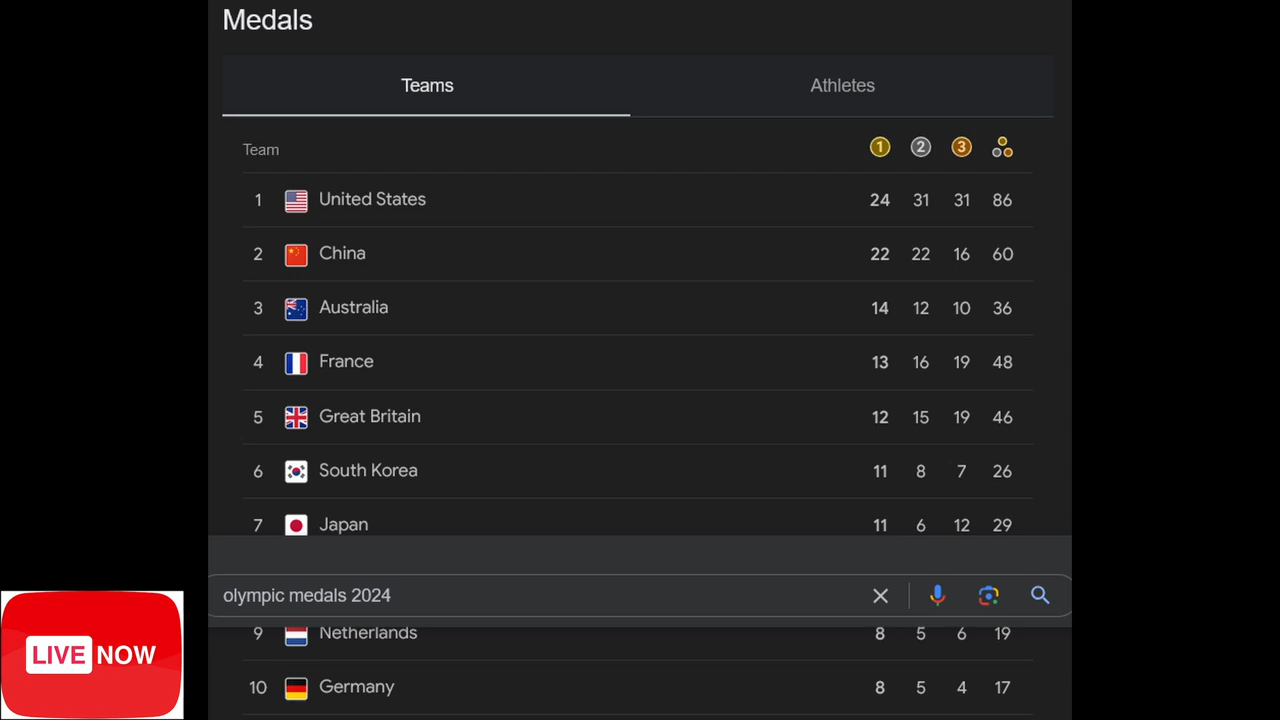 Medals
Teams Athletes
Team 1 2 3
1 United States 24 31 31 86
2 China 22 22 16 60
3 Australia 14 12 10 36
4 France 13 16 19 48
5 Great Britain 12 15 19 46
6 South Korea 11 8 7 26
7 Japan 11 6 12 29
olympic medals 2024
9 Netherlands 8 5 6 19
10 Germany 8 5 4 17
LIVE NOW